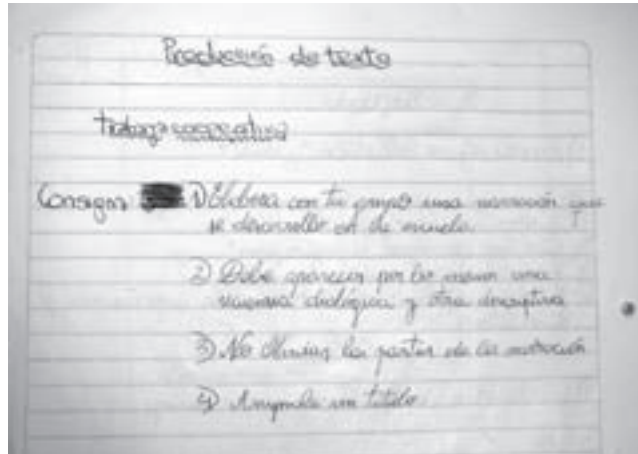 Producción de texto
Trabajo cooperativo
Consigna 1) Elabora con tu grupo una narración que
se desarrolle en la escuela.
2) Debe aparecer por lo menos una
secuencia dialógica y otra descriptiva
3) No olvides las partes de la narración
4) un título.